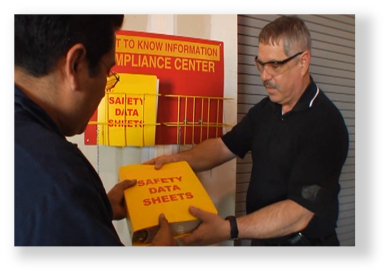 T TO KNOW INFORMATION
MPLIANCE CENTER
SAFETY
DATA
SHEETS
SAFETY DATA
SHEETS